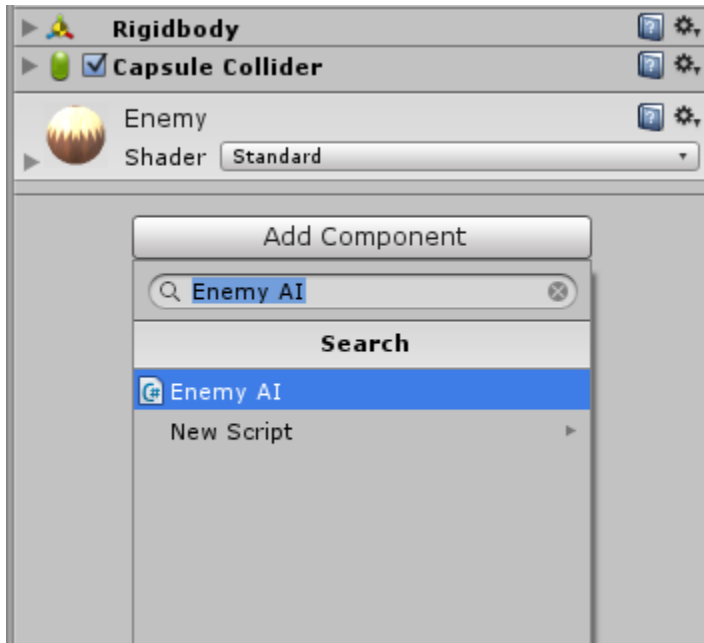 Rigidbody
Capsule Collider
Enemy
Shader Standard
Add Component
Enemy AI
Search
Enemy AI
New Script